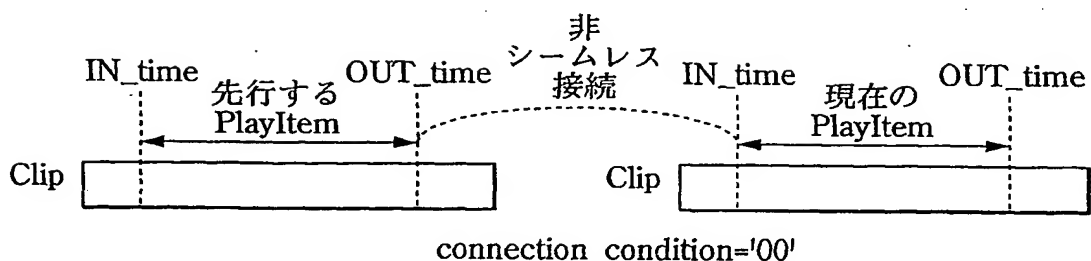 非
シームレス
接続
IN_time
OUT_time
IN_time
OUT_time
先行する
PlayItem
現在の
PlayItem
Clip
Clip
connection condition='00'